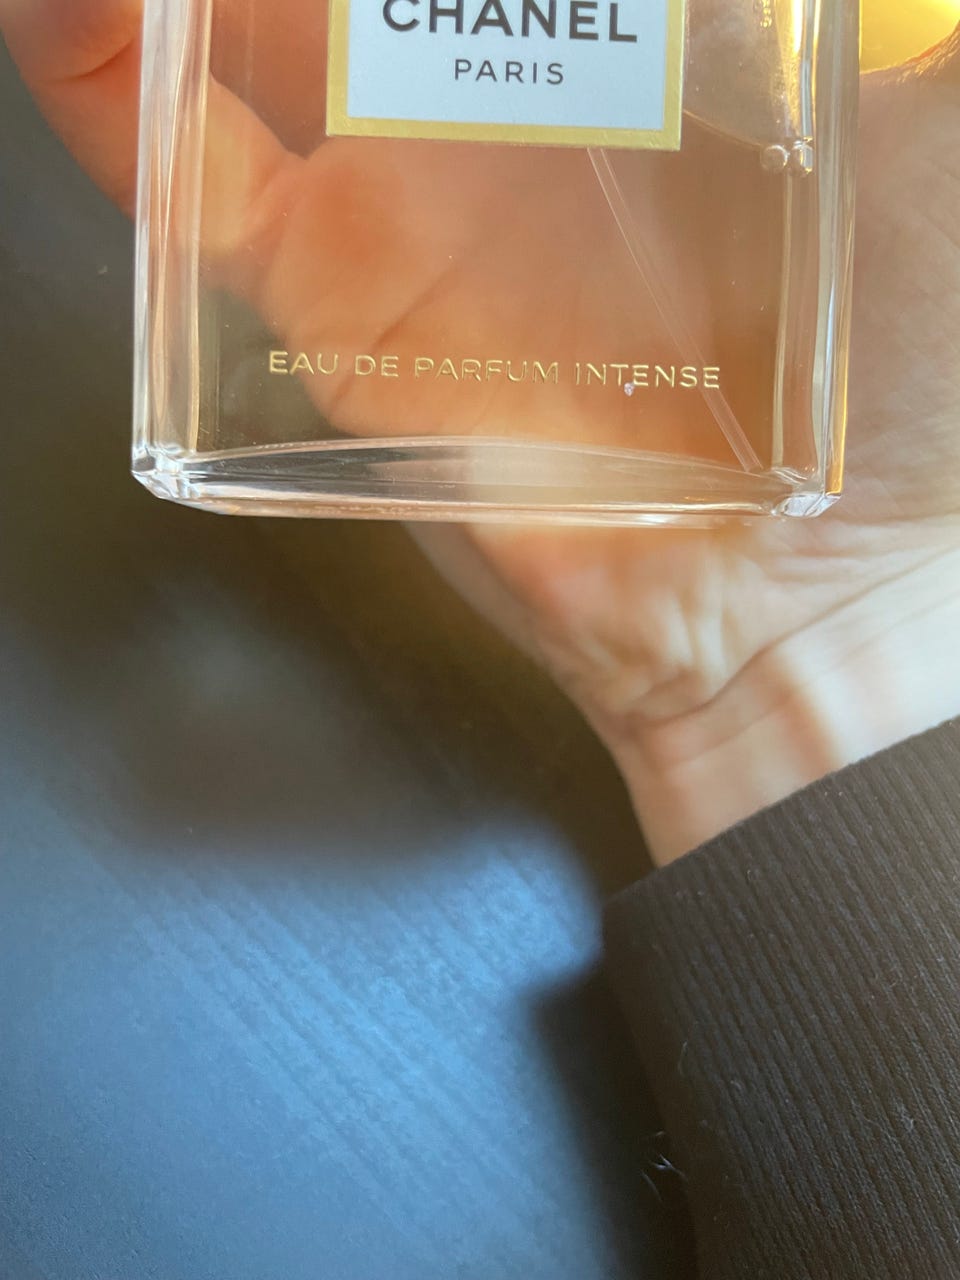 CHANEL
PARIS
EAU DE PARFUM INTENSE